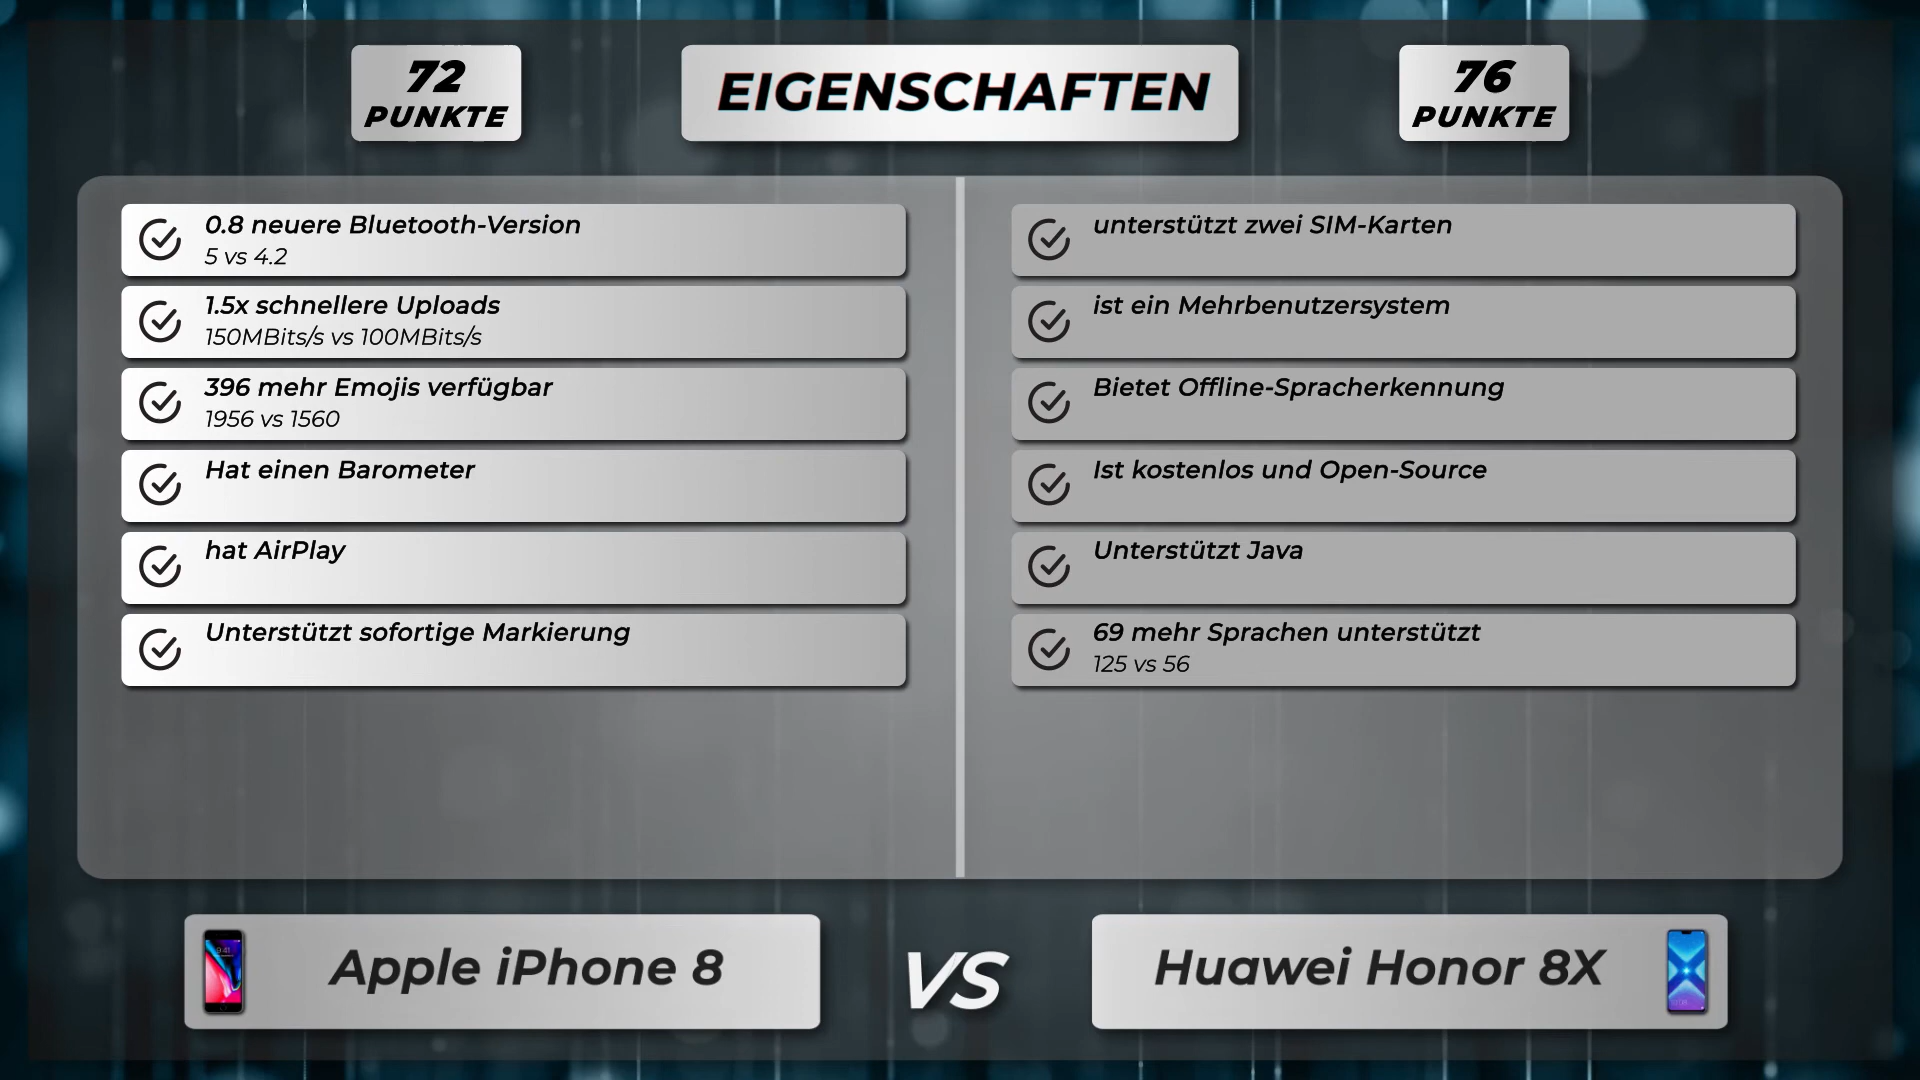 72
PUNKTE
EIGENSCHAFTEN
76
PUNKTE
0.8 neuere Bluetooth-Version
5 vs 4.2
1.5x schnellere Uploads
150MBits/s vs 100MBits/s
396 mehr Emojis verfügbar
1956 vs 1560
Hat einen Barometer
hat AirPlay
Unterstützt sofortige Markierung
unterstützt zwei SIM-Karten
ist ein Mehrbenutzersystem
Bietet Offline-Spracherkennung
Ist kostenlos und Open-Source
Unterstützt Java
69 mehr Sprachen unterstützt
125 vs 56
Apple iPhone 8
VS
Huawei Honor 8X